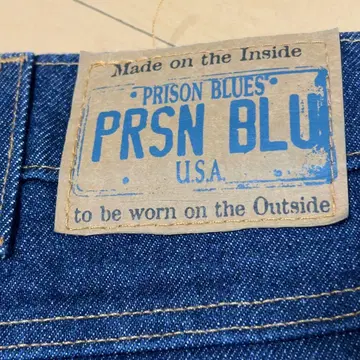 Made on the Inside
PRISON BLUES
PRSN BLU
U.S.A.
to be worn on the Outside